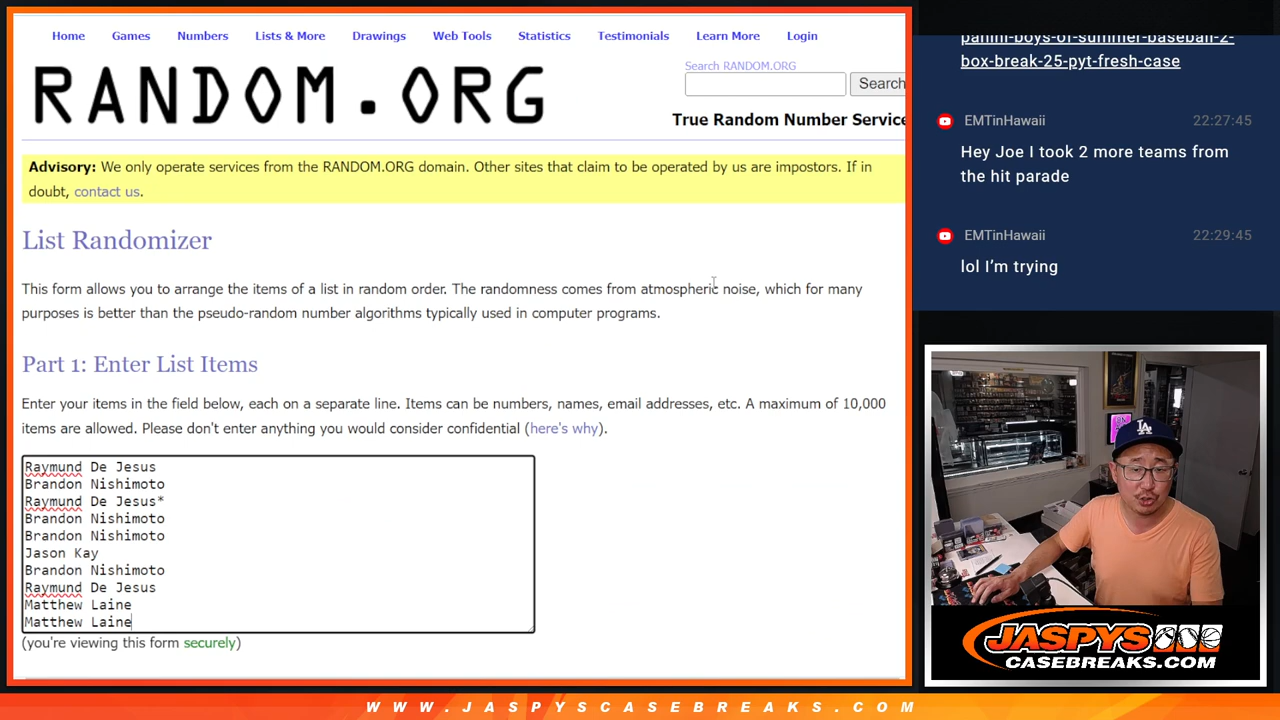 Home Games Numbers Lists & More Drawings Web Tools Statistics Testimonials Learn More Login
RANDOM.ORG
Search RANDOM.ORG
Search
True Random Number Service
Advisory: We only operate services from the RANDOM.ORG domain. Other sites that claim to be operated by us are impostors. If in
doubt, contact us.
List Randomizer
This form allows you to arrange the items of a list in random order. The randomness comes from atmospheric noise, which for many
purposes is better than the pseudo-random number algorithms typically used in computer programs.
Part 1: Enter List Items
Enter your items in the field below, each on a separate line. Items can be numbers, names, email addresses, etc. A maximum of 10,000
items are allowed. Please don't enter anything you would consider confidential (here's why).
Raymund De Jesus
Brandon Nishimoto
Raymund De Jesus*
Brandon Nishimoto
Brandon Nishimoto
Jason Kay
Brandon Nishimoto
Raymund De Jesus
Matthew Laine
Matthew Laine
(you're viewing this form securely)
panini-boys-of-summer-baseball-2-
box-break-25-pyt-fresh-case
EMTinHawaii 22:27:45
Hey Joe I took 2 more teams from
the hit parade
EMTinHawaii 22:29:45
lol I'm trying
LA
JASPYS
CASEBREAKS.COM
WWW.JASPYSCASEBREAKS.COM